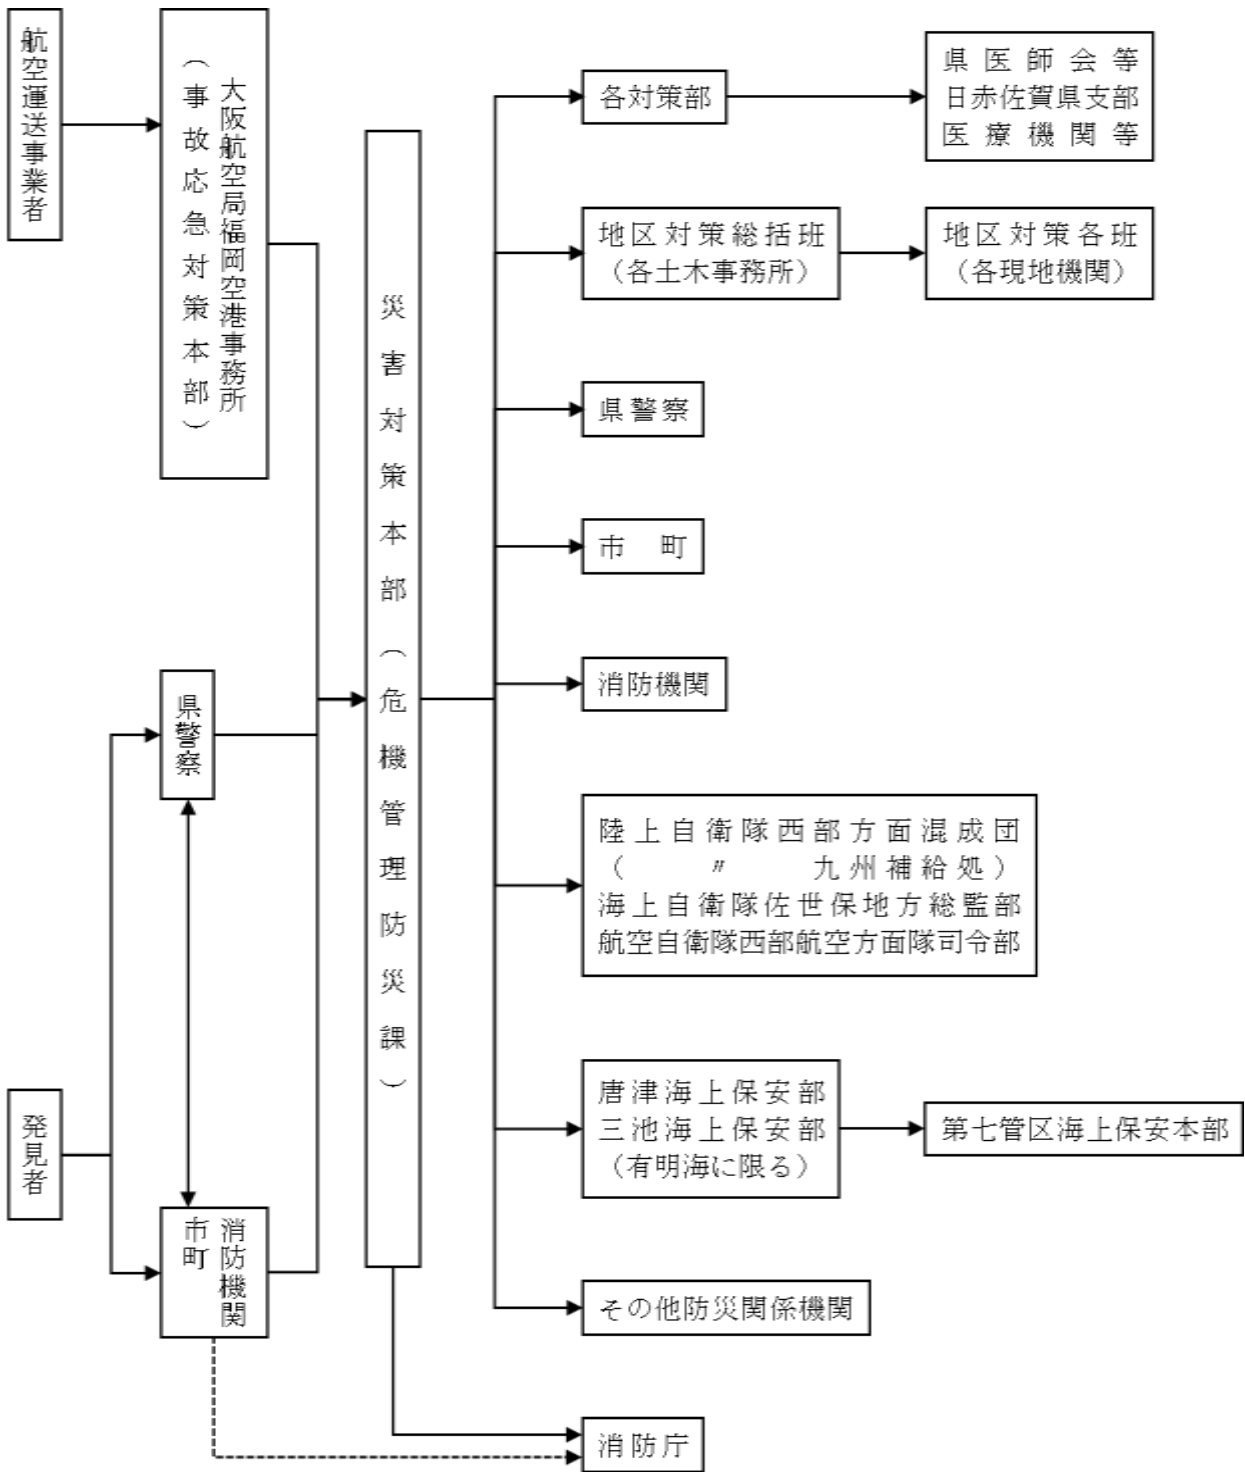 航空運送事業者
大阪航空局福岡空港事務所
（事故応急対策本部）
県警察
発見者
消防機関
市町
災害対策本部（危機管理防災課）
各対策部
県医師会等
日赤佐賀県支部
医療機関等
地区対策総括班
（各土木事務所）
地区対策各班
（各現地機関）
県警察
市　町
消防機関
陸上自衛隊西部方面混成団
（　　〃　　九州補給処）
海上自衛隊佐世保地方総監部
航空自衛隊西部航空方面隊司令部
唐津海上保安部
三池海上保安部
（有明海に限る）
第七管区海上保安本部
その他防災関係機関
消防庁